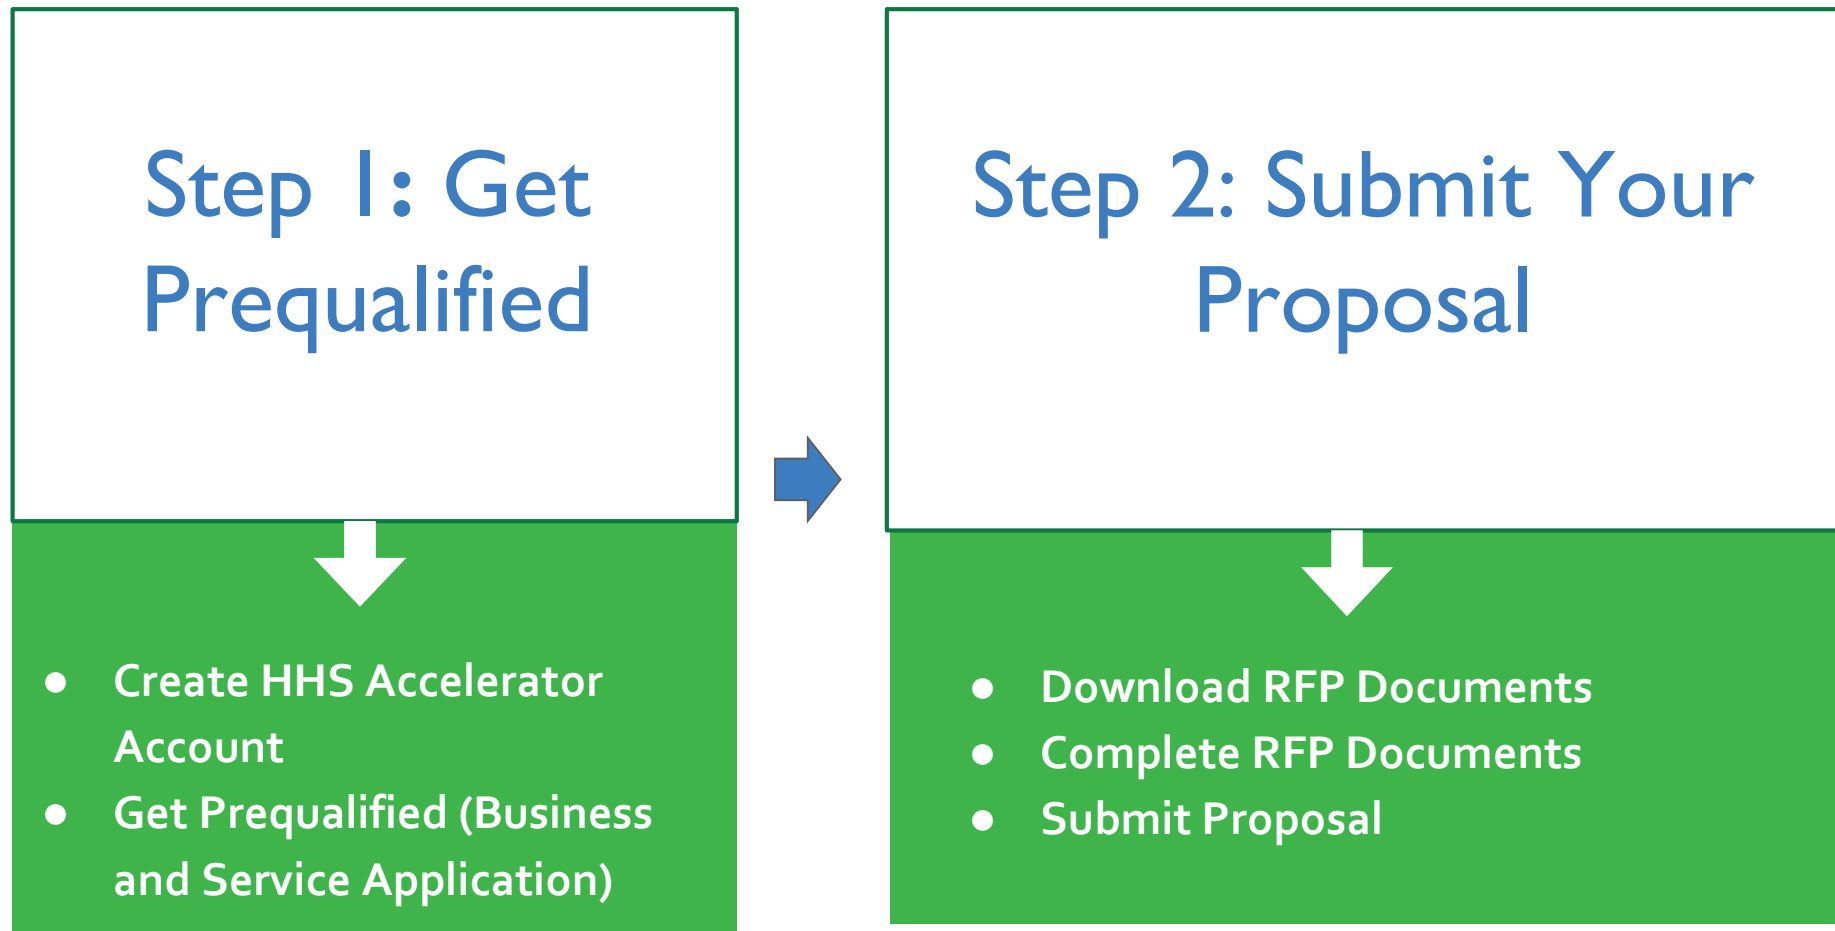 Step 1: Get
Prequalified
● Create HHS Accelerator
Account
● Get Prequalified (Business
and Service Application)
Step 2: Submit Your
Proposal
● Download RFP Documents
● Complete RFP Documents
● Submit Proposal